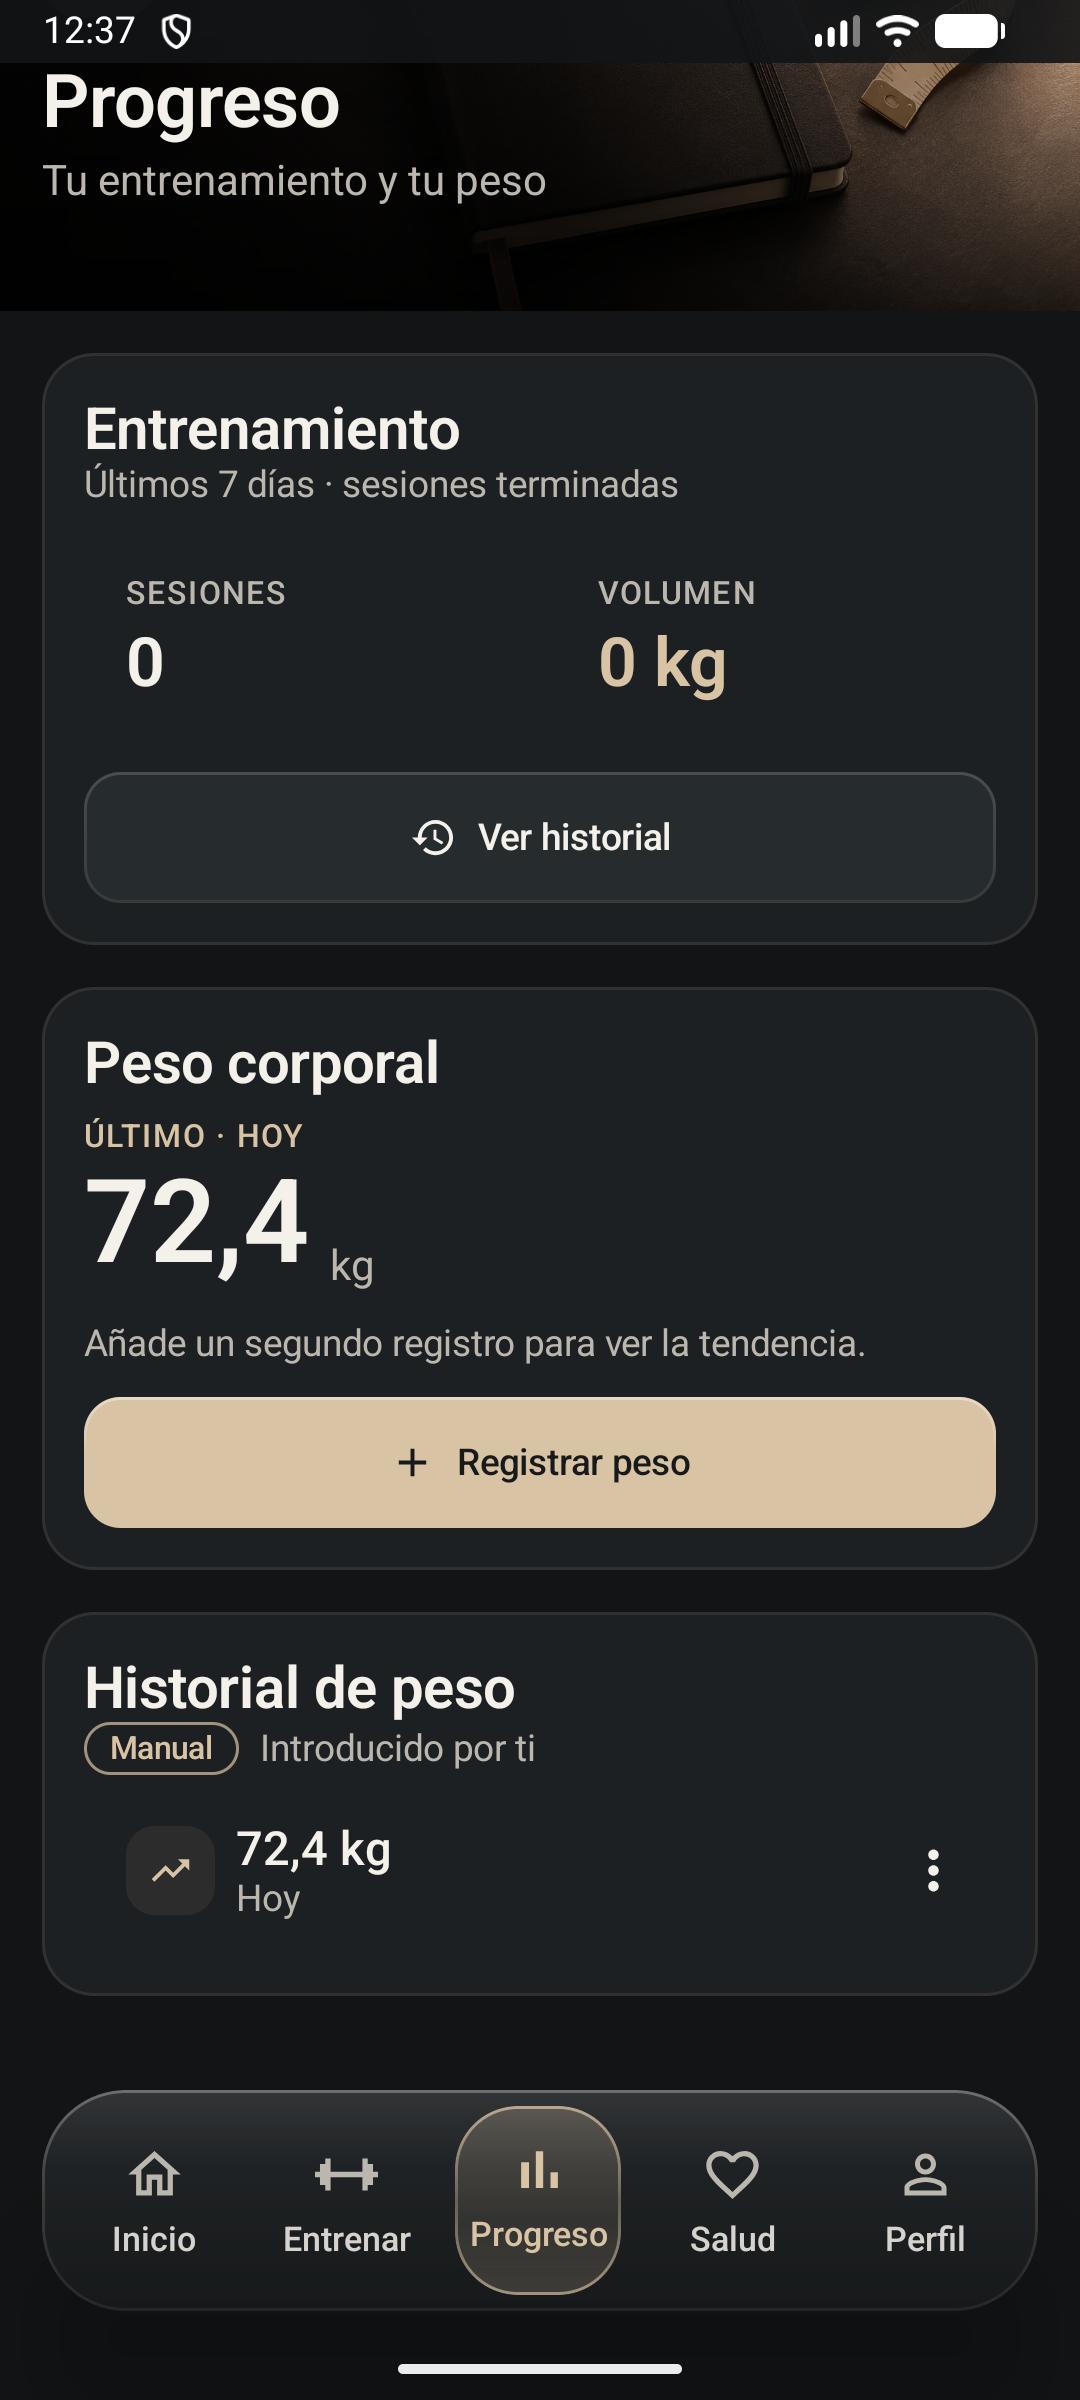 12:37
Progreso
Tu entrenamiento y tu peso
Entrenamiento
Últimos 7 días · sesiones terminadas
SESIONES
0
VOLUMEN
0 kg
Ver historial
Peso corporal
ÚLTIMO · HOY
72,4 kg
Añade un segundo registro para ver la tendencia.
+ Registrar peso
Historial de peso
Manual Introducido por ti
72,4 kg
Hoy
Inicio Entrenar Progreso Salud Perfil